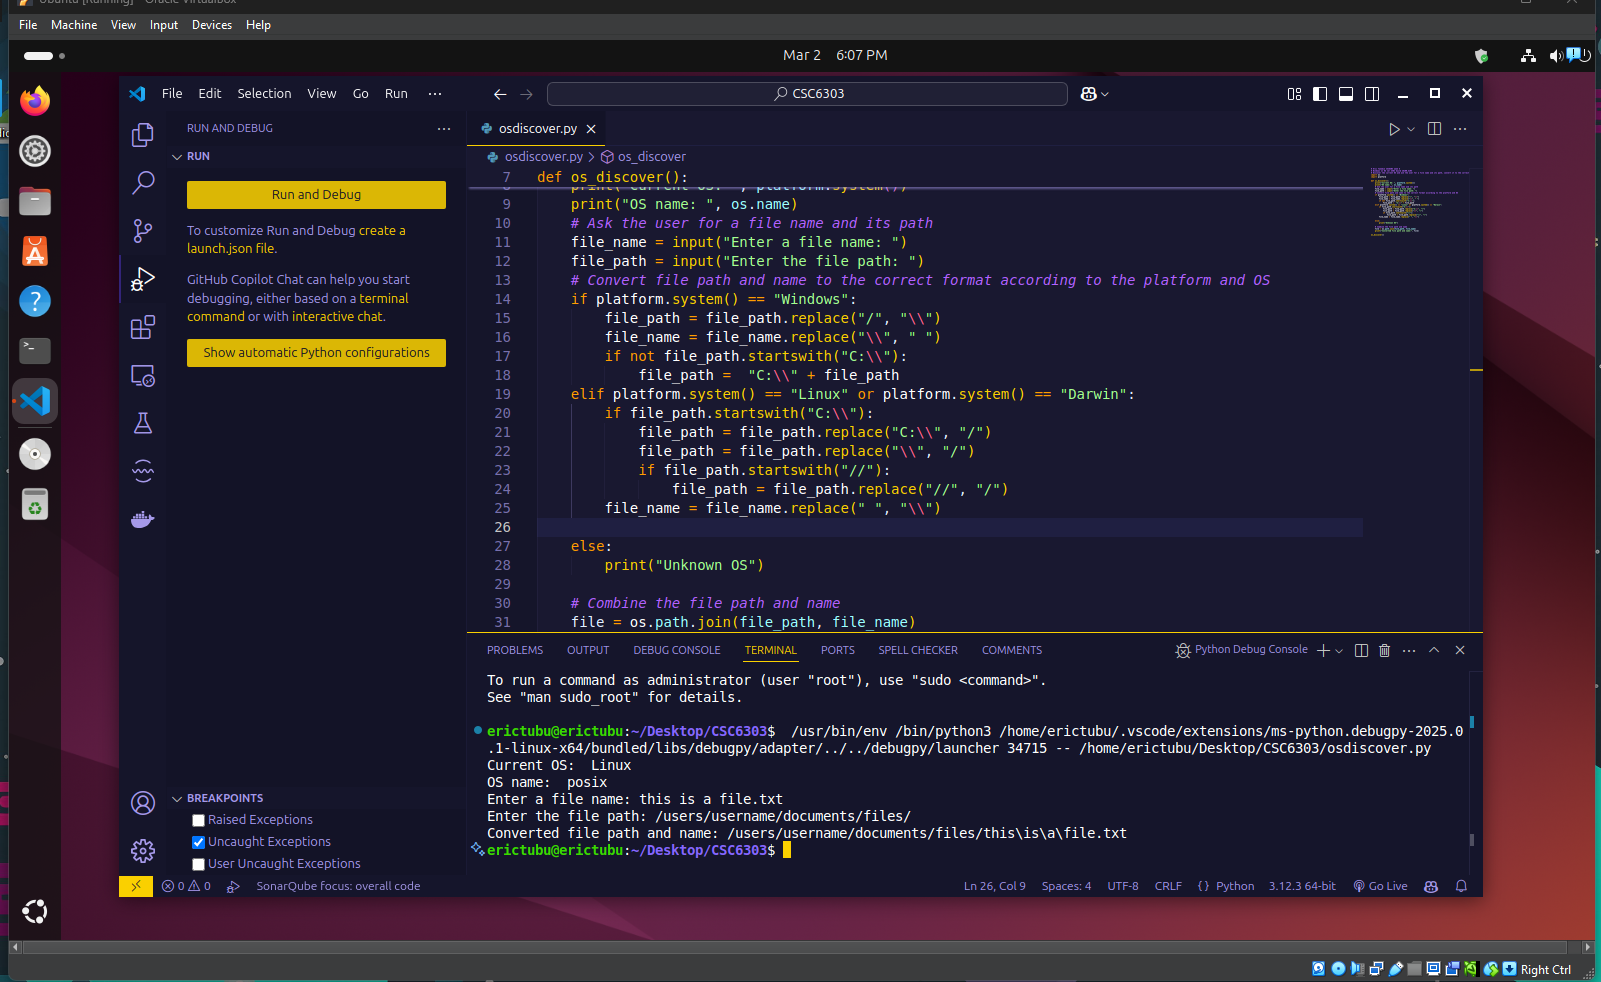 Ubuntu [Running] - Oracle VirtualBox
File Machine View Input Devices Help
Mar 2 6:07 PM
File Edit Selection View Go Run ···
CSC6303
RUN AND DEBUG ···
RUN
Run and Debug
To customize Run and Debug create a
launch.json file.
GitHub Copilot Chat can help you start
debugging, either based on a terminal
command or with interactive chat.
Show automatic Python configurations
BREAKPOINTS
Raised Exceptions
Uncaught Exceptions
User Uncaught Exceptions
osdiscover.py
osdiscover.py > os_discover
7 def os_discover():
8 print("Current OS: ", platform.system())
9 print("OS name: ", os.name)
10 # Ask the user for a file name and its path
11 file_name = input("Enter a file name: ")
12 file_path = input("Enter the file path: ")
13 # Convert file path and name to the correct format according to the platform and OS
14 if platform.system() == "Windows":
15 file_path = file_path.replace("/", "\\")
16 file_name = file_name.replace("\\", " ")
17 if not file_path.startswith("C:\\"):
18 file_path =  "C:\\" + file_path
19 elif platform.system() == "Linux" or platform.system() == "Darwin":
20 if file_path.startswith("C:\\"):
21 file_path = file_path.replace("C:\\", "/")
22 file_path = file_path.replace("\\", "/")
23 if file_path.startswith("//"):
24 file_path = file_path.replace("//", "/")
25 file_name = file_name.replace(" ", "\\")
26
27 else:
28 print("Unknown OS")
29
30 # Combine the file path and name
31 file = os.path.join(file_path, file_name)
PROBLEMS OUTPUT DEBUG CONSOLE TERMINAL PORTS SPELL CHECKER COMMENTS Python Debug Console
To run a command as administrator (user "root"), use "sudo <command>".
See "man sudo_root" for details.
erictubu@erictubu:~/Desktop/CSC6303$  /usr/bin/env /bin/python3 /home/erictubu/.vscode/extensions/ms-python.debugpy-2025.0
.1-linux-x64/bundled/libs/debugpy/adapter/../../debugpy/launcher 34715 -- /home/erictubu/Desktop/CSC6303/osdiscover.py
Current OS:  Linux
OS name:  posix
Enter a file name: this is a file.txt
Enter the file path: /users/username/documents/files/
Converted file path and name: /users/username/documents/files/this\is\a\file.txt
erictubu@erictubu:~/Desktop/CSC6303$
0 0 SonarQube focus: overall code Ln 26, Col 9 Spaces: 4 UTF-8 CRLF {} Python 3.12.3 64-bit Go Live
Right Ctrl